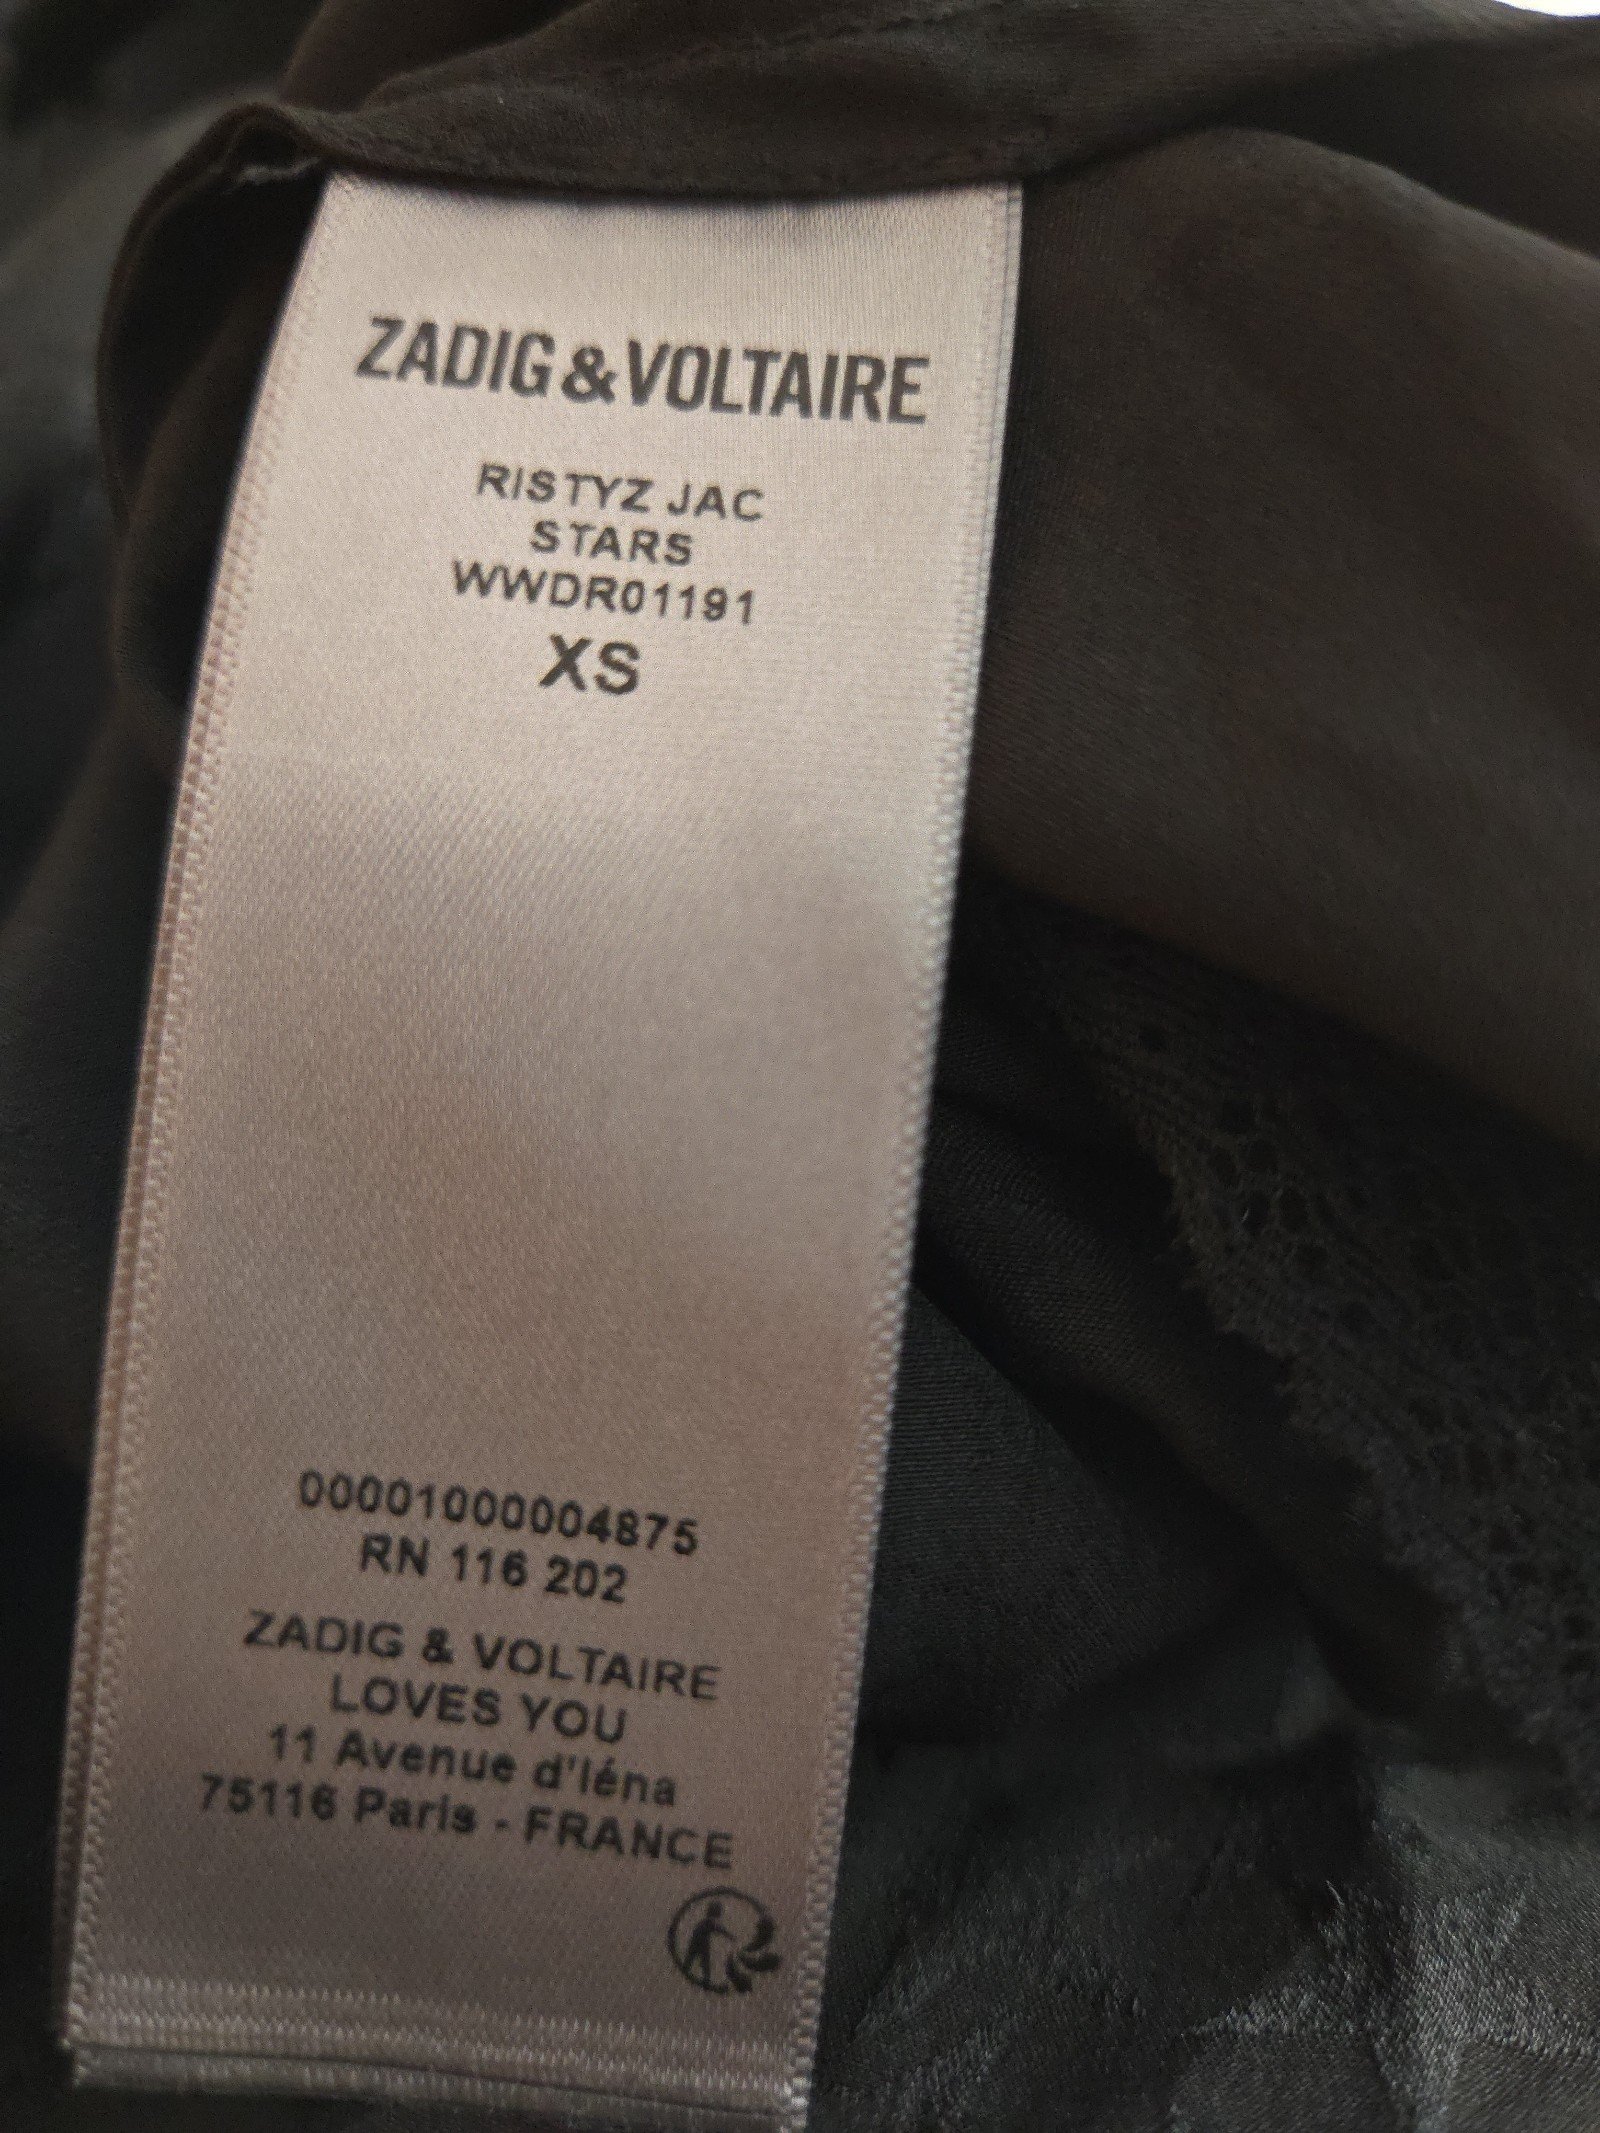 ZADIG&VOLTAIRE
RISTYZ JAC
STARS
WWDR01191
XS
00001000004875
RN 116 202
ZADIG & VOLTAIRE
LOVES YOU
11 Avenue d'Iéna
75116 Paris - FRANCE